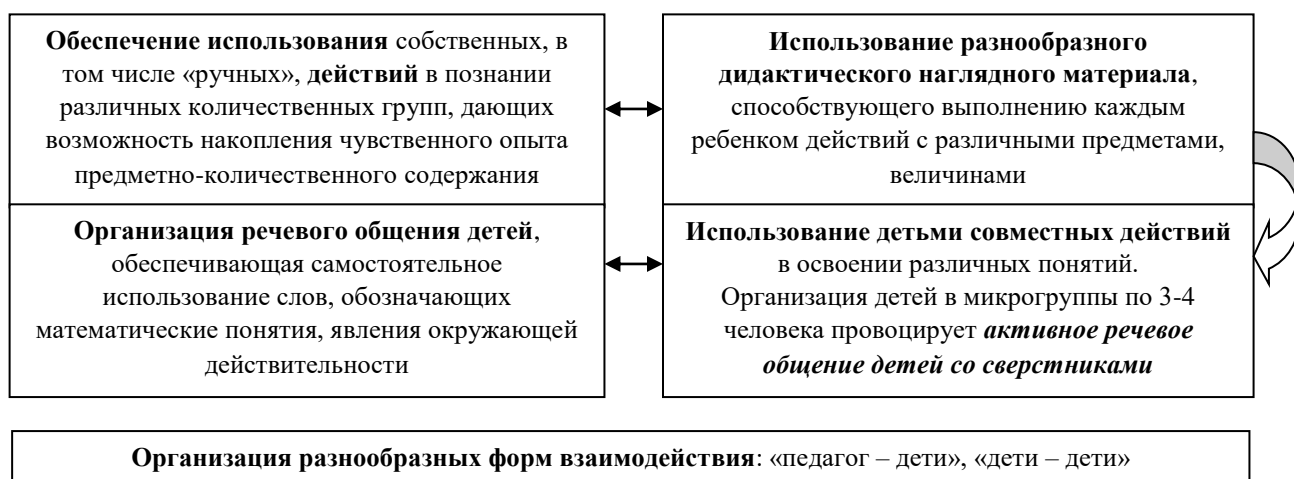 Обеспечение использования собственных, в
том числе «ручных», действий в познании
различных количественных групп, дающих
возможность накопления чувственного опыта
предметно-количественного содержания
Использование разнообразного
дидактического наглядного материала,
способствующего выполнению каждым
ребенком действий с различными предметами,
величинами
Организация речевого общения детей,
обеспечивающая самостоятельное
использование слов, обозначающих
математические понятия, явления окружающей
действительности
Использование детьми совместных действий
в освоении различных понятий.
Организация детей в микрогруппы по 3-4
человека провоцирует активное речевое
общение детей со сверстниками
Организация разнообразных форм взаимодействия: «педагог – дети», «дети – дети»